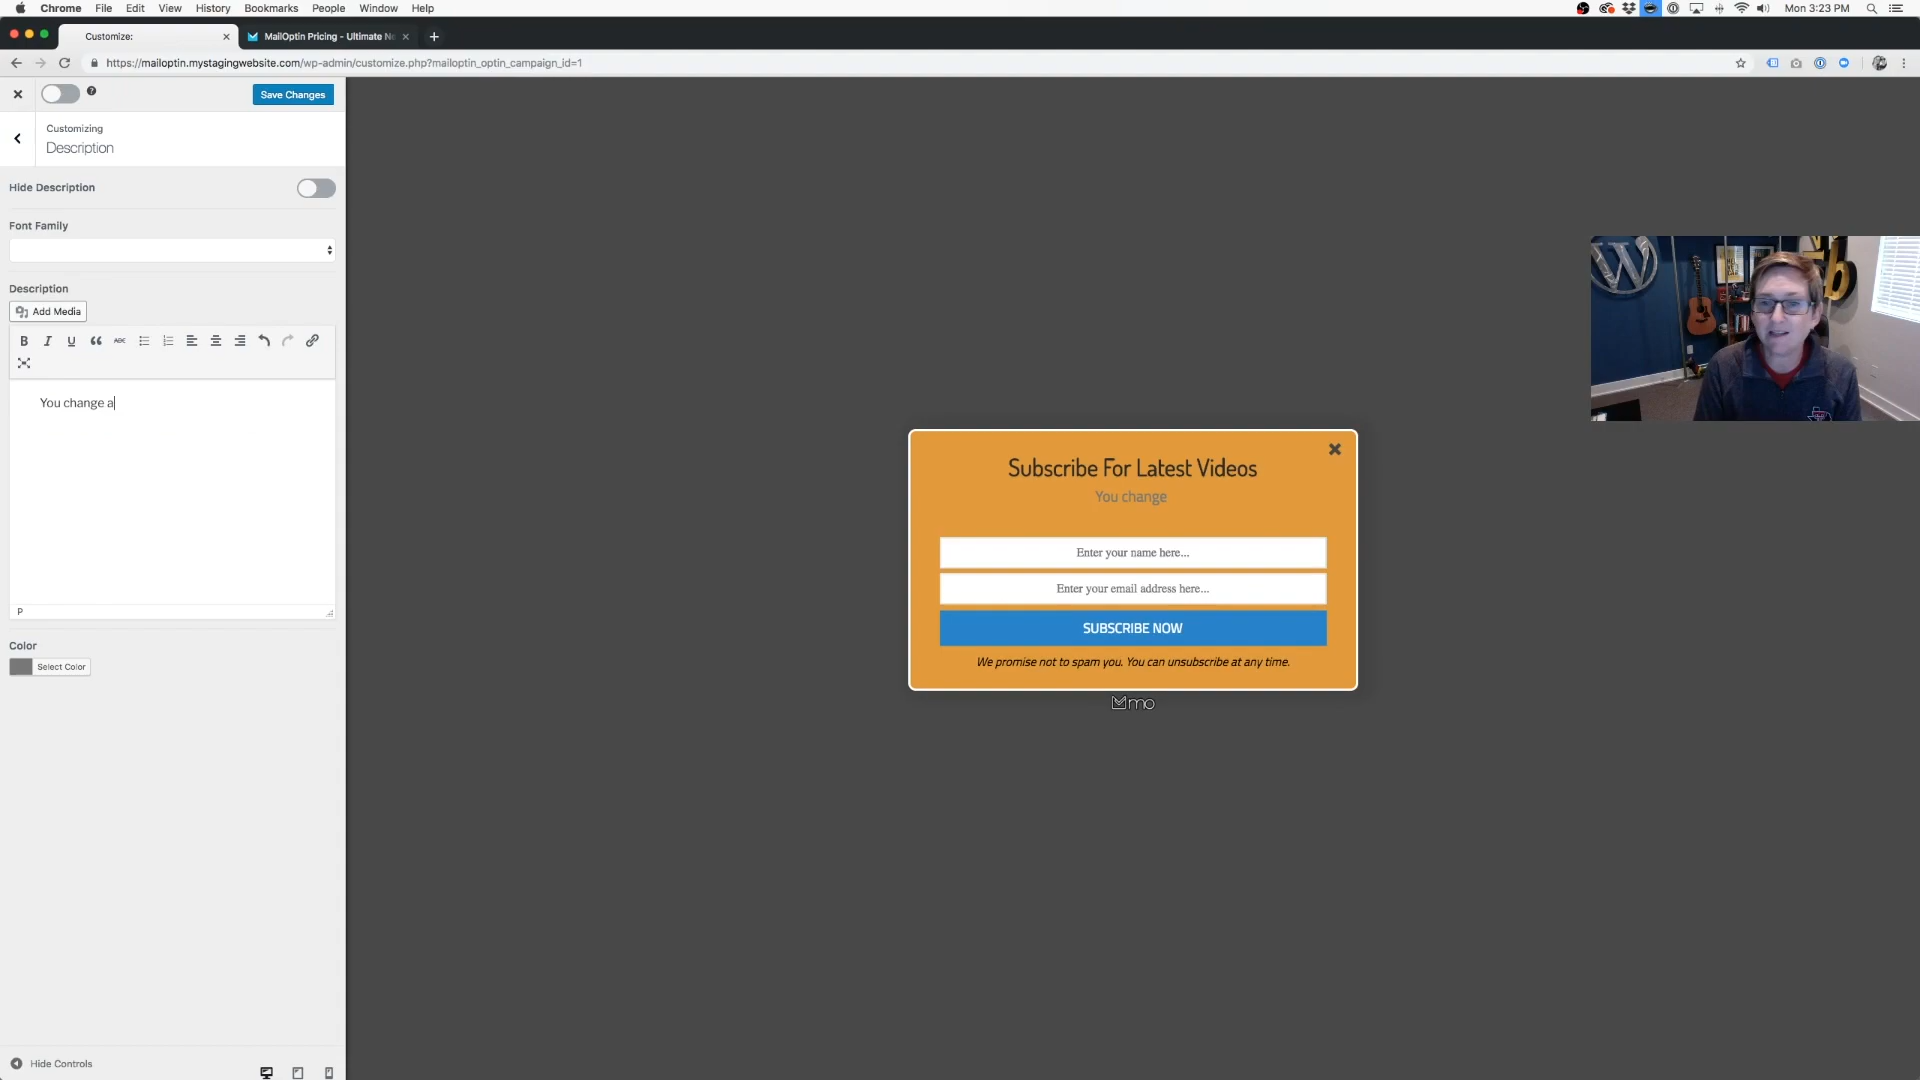 Chrome File Edit View History Bookmarks People Window Help
Mon 3:23 PM
Customize:
MailOptin Pricing - Ultimate
https://mailoptin.mystagingwebsite.com/wp-admin/customize.php?mailoptin_optin_campaign_id=1
Save Changes
Customizing
Description
Hide Description
Font Family
Description
Add Media
B I U ABC
You change a
P
Color
Select Color
Hide Controls
Subscribe For Latest Videos
You change
Enter your name here...
Enter your email address here...
SUBSCRIBE NOW
We promise not to spam you. You can unsubscribe at any time.
mo